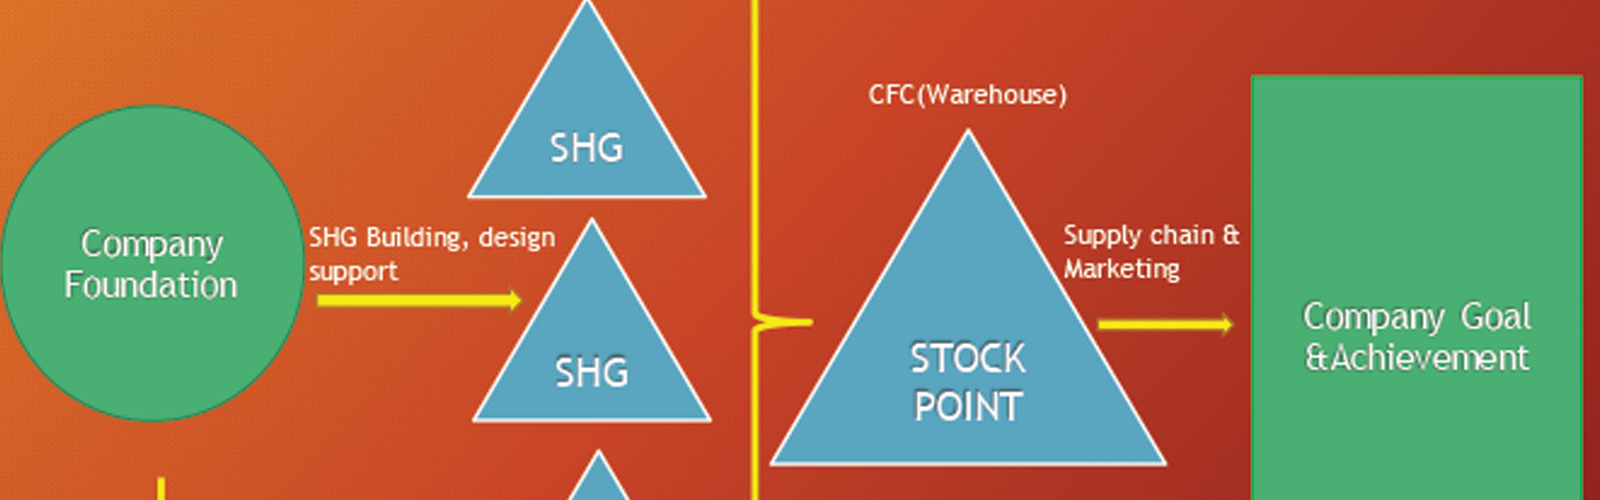 Company
Foundation
SHG Building, design
support
SHG
SHG
CFC(Warehouse)
STOCK
POINT
Supply chain &
Marketing
Company Goal
&Achievement